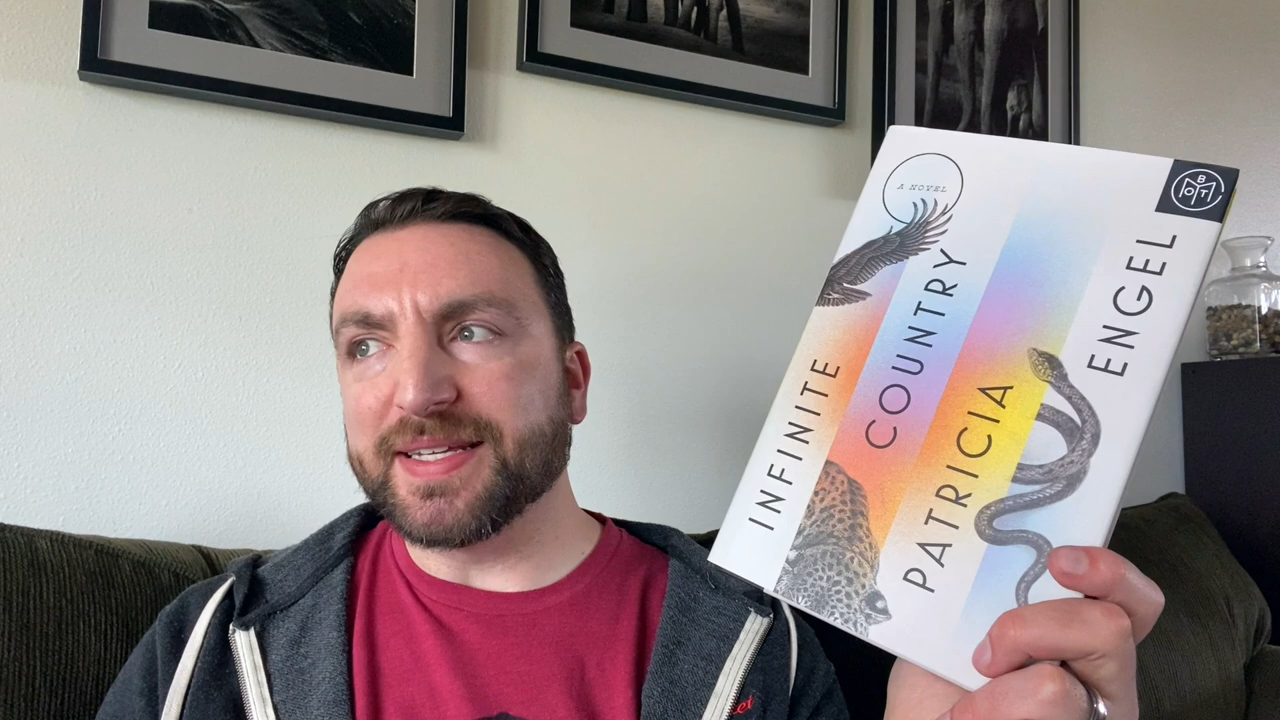 A NOVEL
INFINITE
COUNTRY
PATRICIA
ENGEL
BOTM